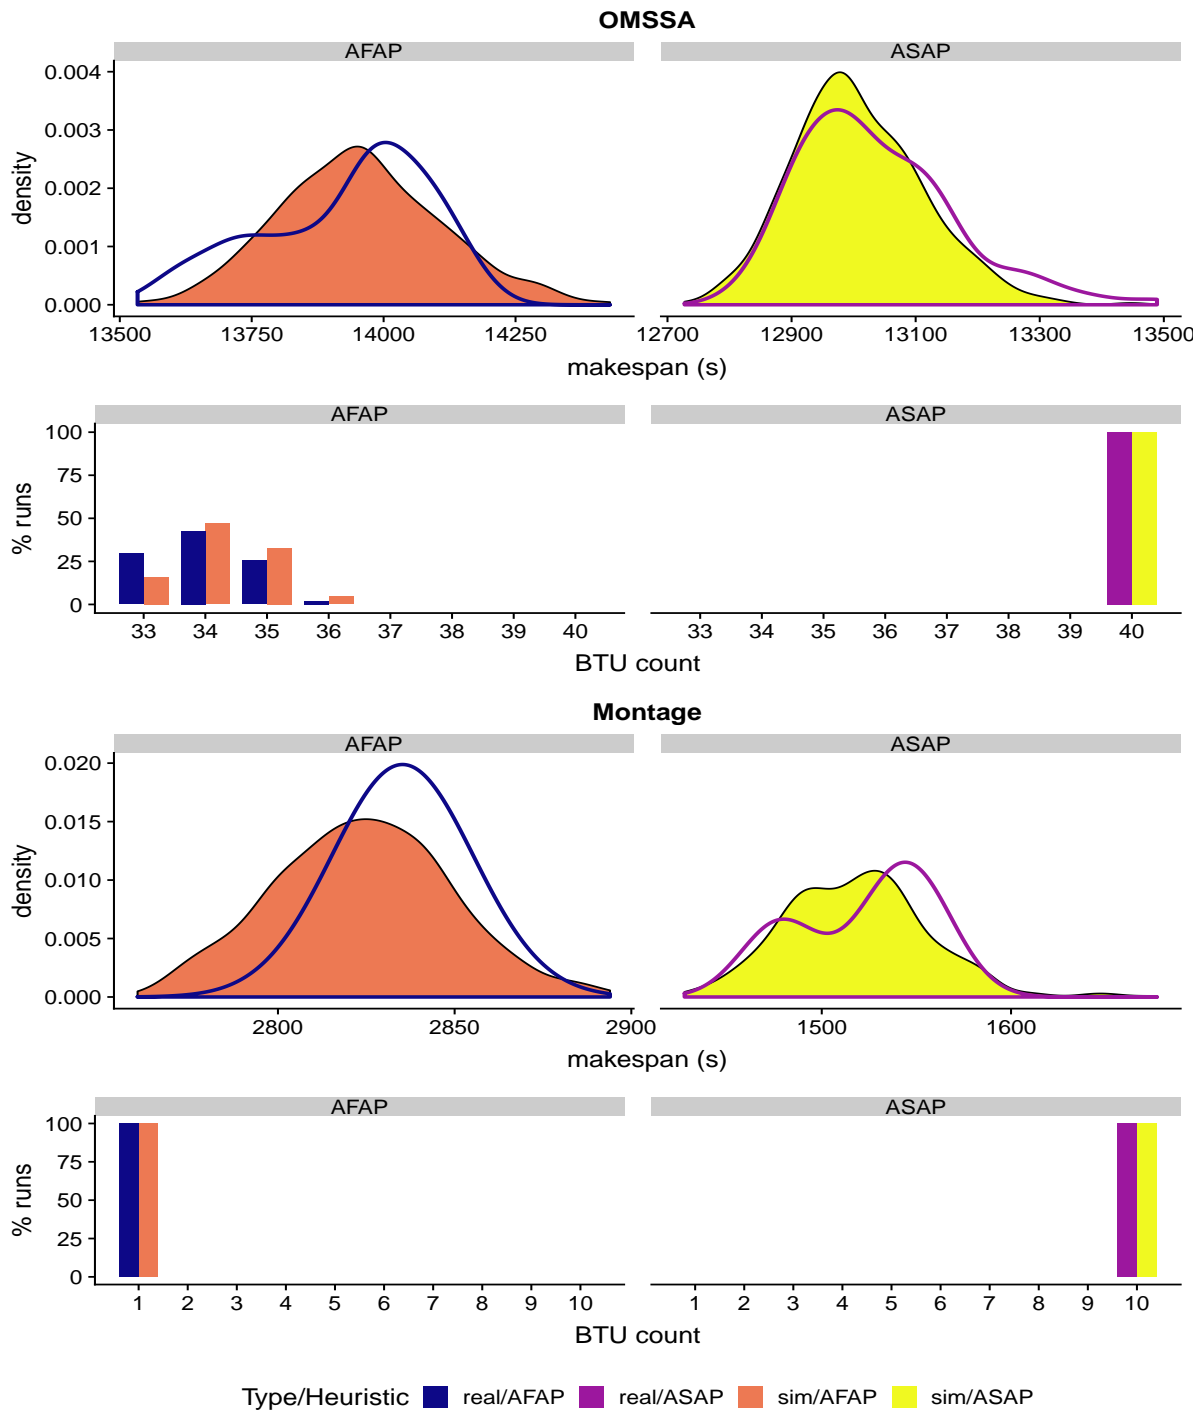 OMSSA
AFAP ASAP
0.004
0.003
0.002
0.001
0.000
density
13500 13750 14000 14250 12700 12900 13100 13300 13500
makespan (s)
AFAP ASAP
100
75
50
25
0
% runs
33 34 35 36 37 38 39 40 33 34 35 36 37 38 39 40
BTU count
Montage
AFAP ASAP
0.020
0.015
0.010
0.005
0.000
density
2800 2850 2900 1500 1600
makespan (s)
AFAP ASAP
100
75
50
25
0
% runs
1 2 3 4 5 6 7 8 9 10 1 2 3 4 5 6 7 8 9 10
BTU count
Type/Heuristic real/AFAP real/ASAP sim/AFAP sim/ASAP